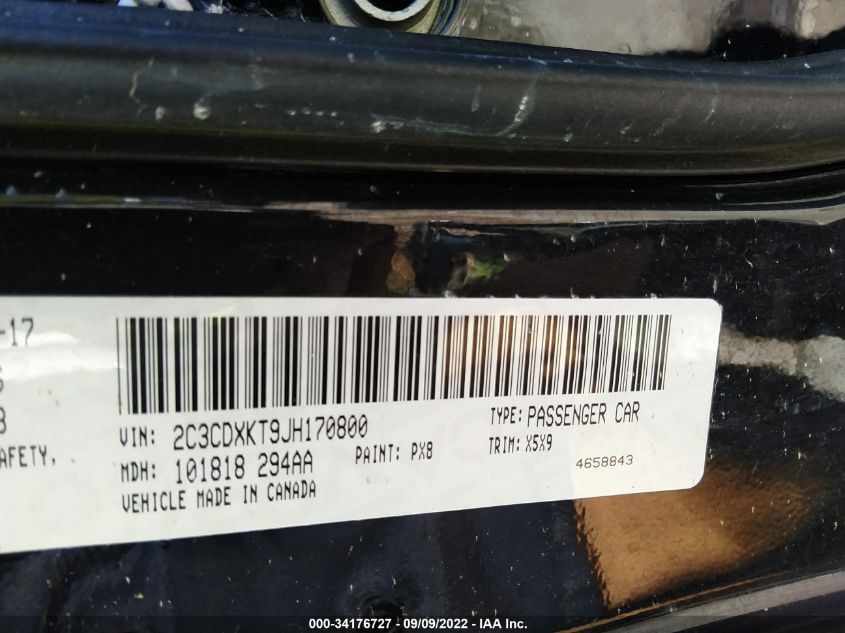 -17
VIN: 2C3CDXKT9JH170800
TYPE: PASSENGER CAR
AFETY.
MDH: 101818 294AA
PAINT: PX8
TRIM: X5X9
VEHICLE MADE IN CANADA
4658843
000-34176727 - 09/09/2022 - IAA Inc.